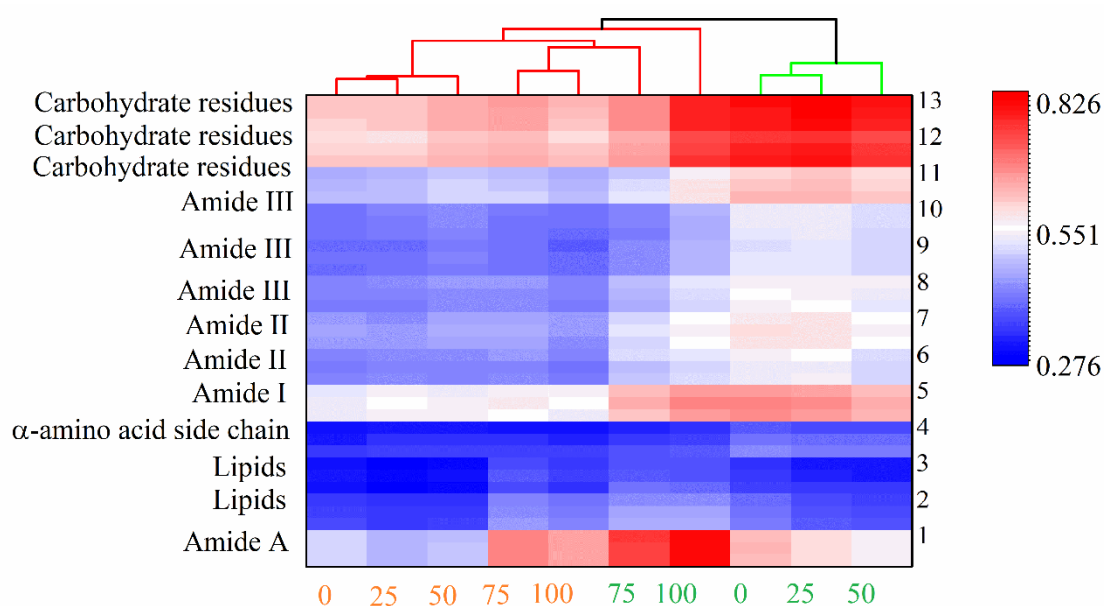 Carbohydrate residues 13 0.826
Carbohydrate residues 12
Carbohydrate residues 11
Amide III 10 0.551
Amide III 9
Amide III 8
Amide II 7
Amide II 6 0.276
Amide I 5
α-amino acid side chain 4
Lipids 3
Lipids 2
Amide A 1
0 25 50 75 100 75 100 0 25 50